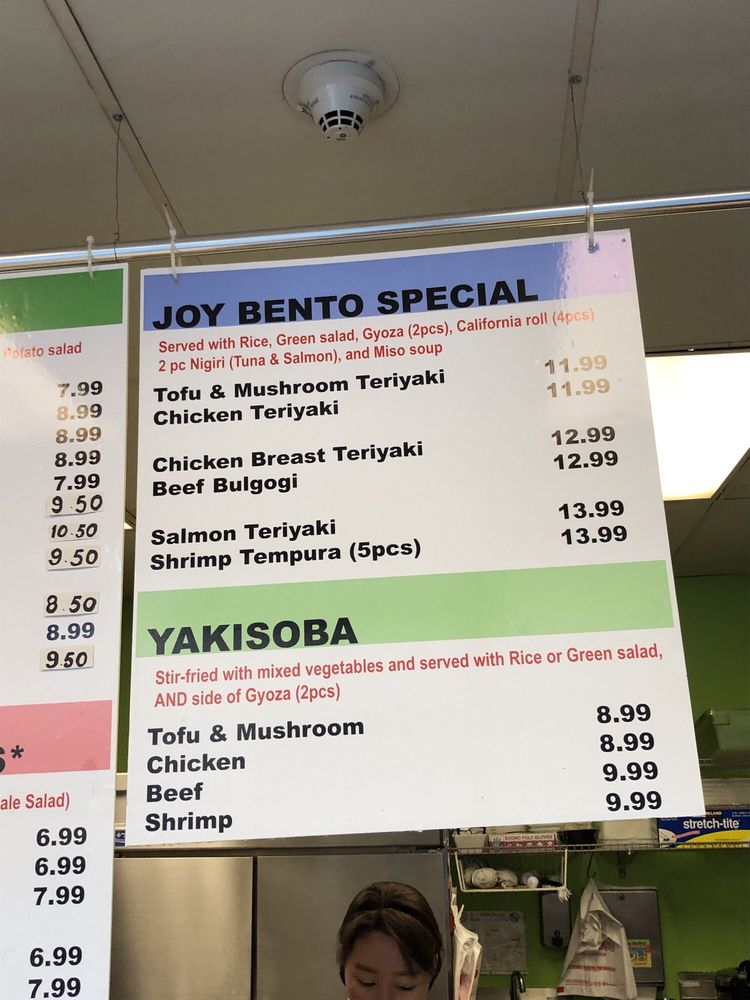 Potato salad
7.99
8.99
8.99
8.99
7.99
9.50
10.50
9.50
8.50
8.99
9.50
S*
ale Salad)
6.99
6.99
7.99
6.99
7.99
JOY BENTO SPECIAL
Served with Rice, Green salad, Gyoza (2pcs), California roll (4pcs)
2 pc Nigiri (Tuna & Salmon), and Miso soup
Tofu & Mushroom Teriyaki 11.99
Chicken Teriyaki 11.99
Chicken Breast Teriyaki 12.99
Beef Bulgogi 12.99
Salmon Teriyaki 13.99
Shrimp Tempura (5pcs) 13.99
YAKISOBA
Stir-fried with mixed vegetables and served with Rice or Green salad,
AND side of Gyoza (2pcs)
Tofu & Mushroom 8.99
Chicken 8.99
Beef 9.99
Shrimp 9.99
ECONO POLY GLOVES
stretch-tite